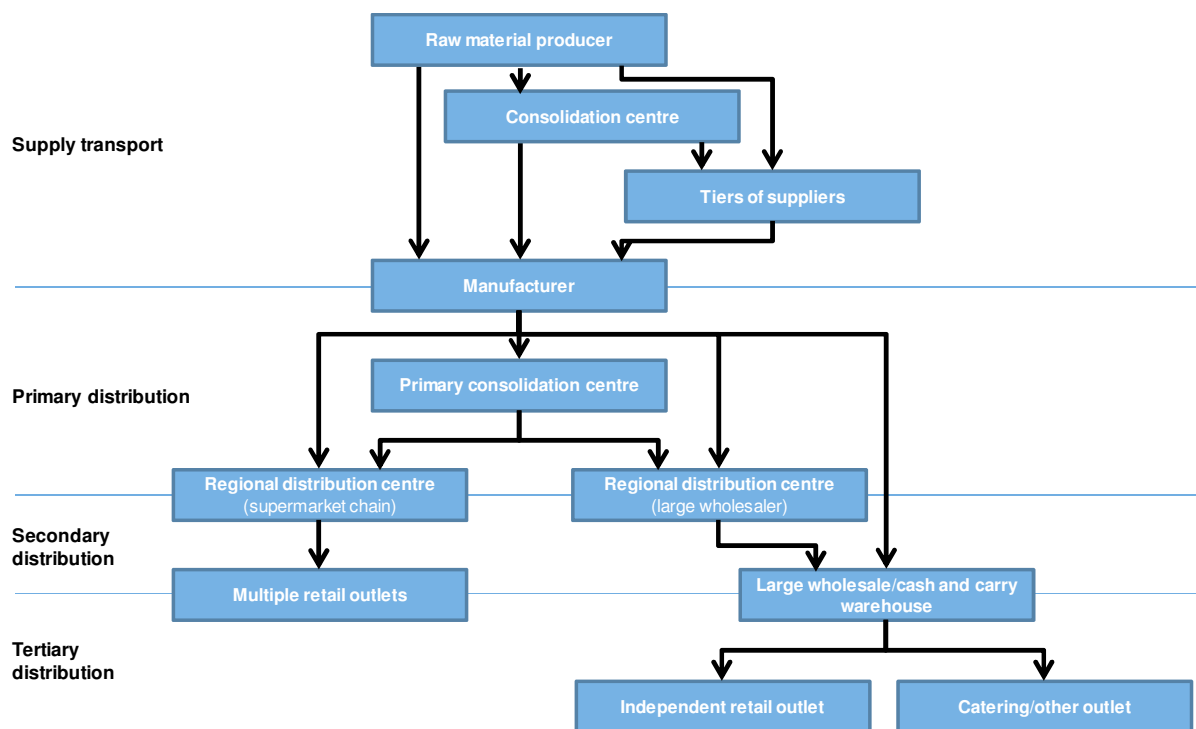 Raw material producer
Consolidation centre
Supply transport
Tiers of suppliers
Manufacturer
Primary consolidation centre
Primary distribution
Regional distribution centre
(supermarket chain)
Regional distribution centre
(large wholesaler)
Secondary
distribution
Multiple retail outlets
Large wholesale/cash and carry
warehouse
Tertiary
distribution
Independent retail outlet
Catering/other outlet